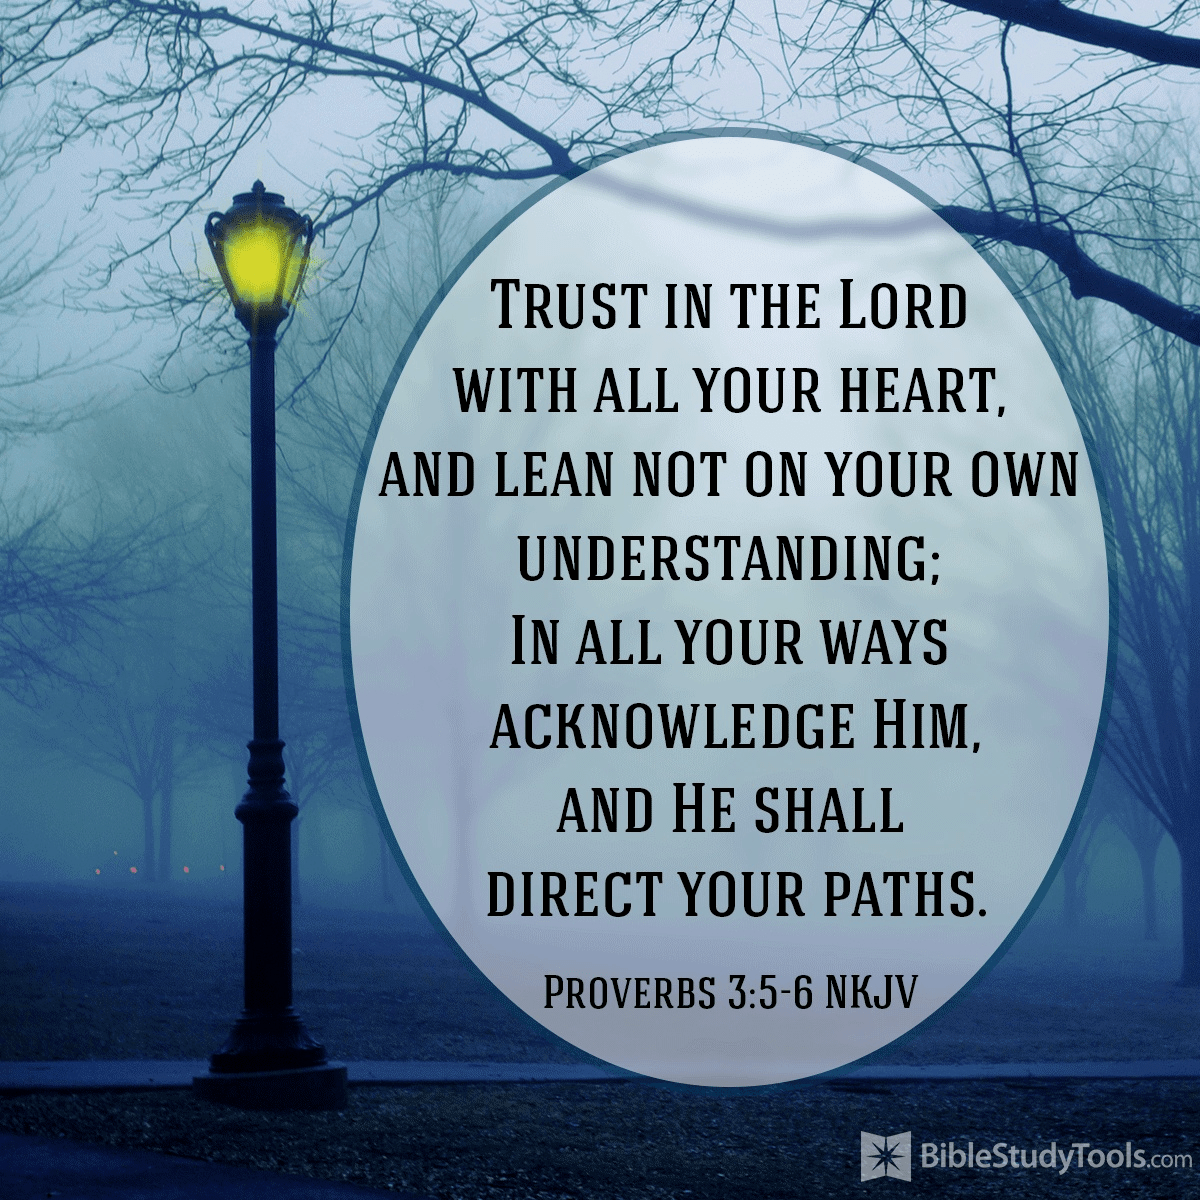 Trust in the Lord
with all your heart,
and lean not on your own
understanding;
In all your ways
acknowledge Him,
and He shall
direct your paths.
Proverbs 3:5-6 NKJV
BibleStudyTools.com